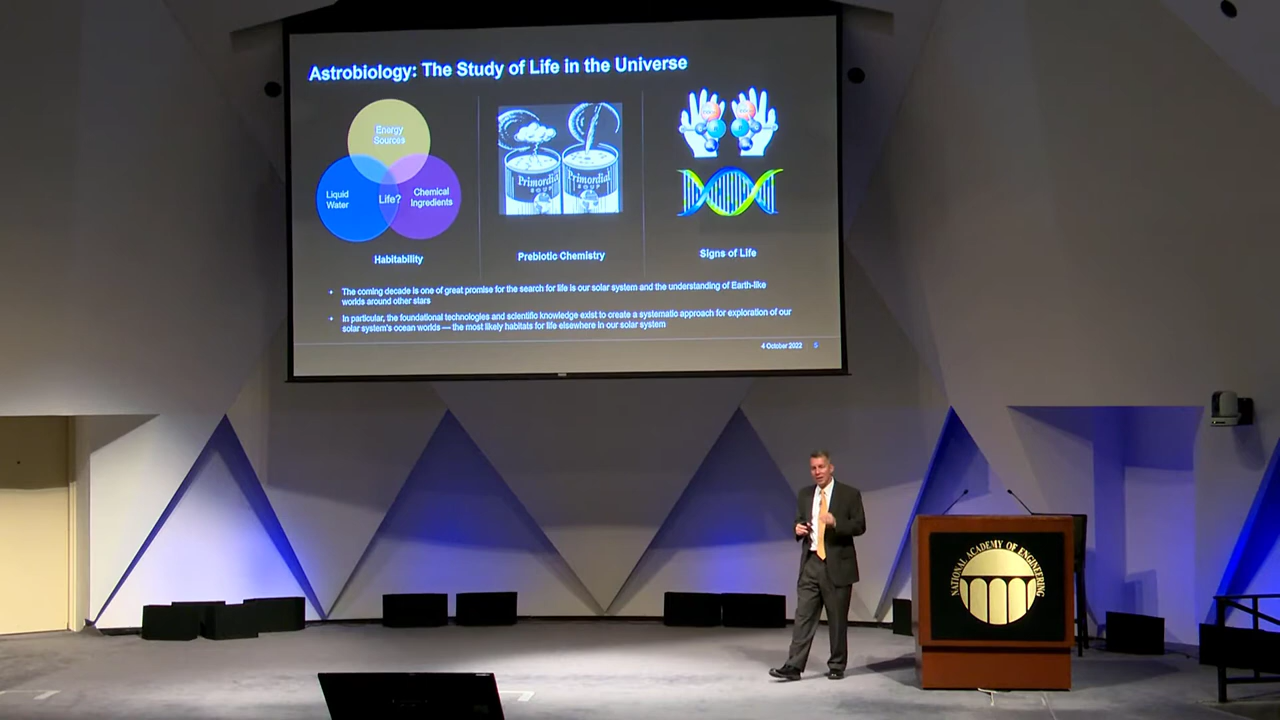 Astrobiology: The Study of Life in the Universe
Energy
Sources
Liquid
Water
Life?
Chemical
Ingredients
Habitability
Primordial
SOUP
Primordial
SOUP
Prebiotic Chemistry
Signs of Life
• The coming decade is one of great promise for the search for life is our solar system and the understanding of Earth-like
worlds around other stars
• In particular, the foundational technologies and scientific knowledge exist to create a systematic approach for exploration of our
solar system's ocean worlds — the most likely habitats for life elsewhere in our solar system
4 October 2022 5
NATIONAL ACADEMY OF ENGINEERING